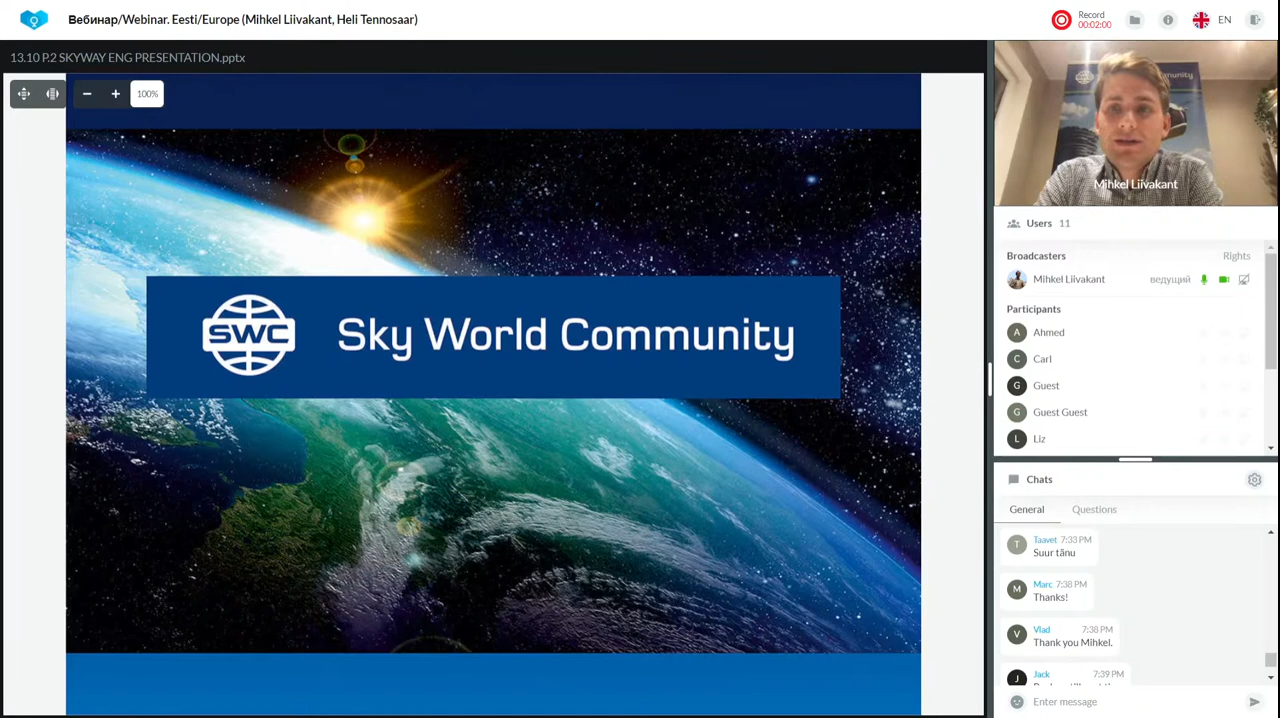 Вебинар/Webinar. Eesti/Europe (Mihkel Liivakant, Heli Tennosaar)
Record
00:02:00
EN
13.10 P.2 SKYWAY ENG PRESENTATION.pptx
100%
SWC
Sky World Community
Mihkel Liivakant
Users 11
Broadcasters Rights
Mihkel Liivakant ведущий
Participants
A Ahmed
C Carl
G Guest
G Guest Guest
L Liz
Chats
General Questions
T Taavet 7:33 PM
Suur tänu
M Marc 7:38 PM
Thanks!
V Vlad 7:38 PM
Thank you Mihkel.
J Jack 7:39 PM
Enter message